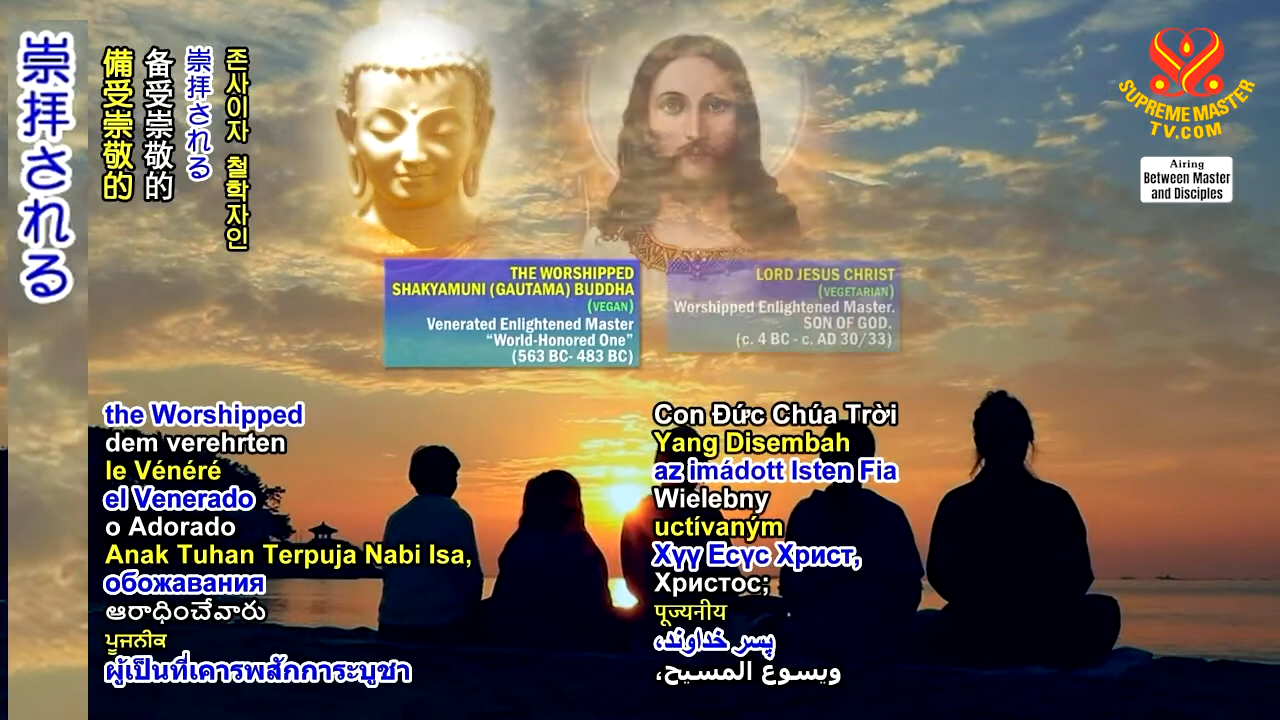 崇拝される
備受崇敬的
备受崇敬的
崇拝される
존사이자 철학자인
SUPREME MASTER
TV.COM
Airing
Between Master
and Disciples
THE WORSHIPPED
SHAKYAMUNI (GAUTAMA) BUDDHA
(VEGAN)
Venerated Enlightened Master
“World-Honored One”
(563 BC- 483 BC)
LORD JESUS CHRIST
(VEGETARIAN)
Worshipped Enlightened Master.
SON OF GOD.
(c. 4 BC - c. AD 30/33)
the Worshipped
dem verehrten
le Vénéré
el Venerado
o Adorado
Anak Tuhan Terpuja Nabi Isa,
обожавания
ఆరాధించేవారు
ਪੂਜਨੀਕ
ผู้เป็นที่เคารพสักการะบูชา
Con Đức Chúa Trời
Yang Disembah
az imádott Isten Fia
Wielebny
uctívaným
Хүү Есүс Христ,
Христос;
पूज्यनीय
پسر خداوند،
ويسوع المسيح،